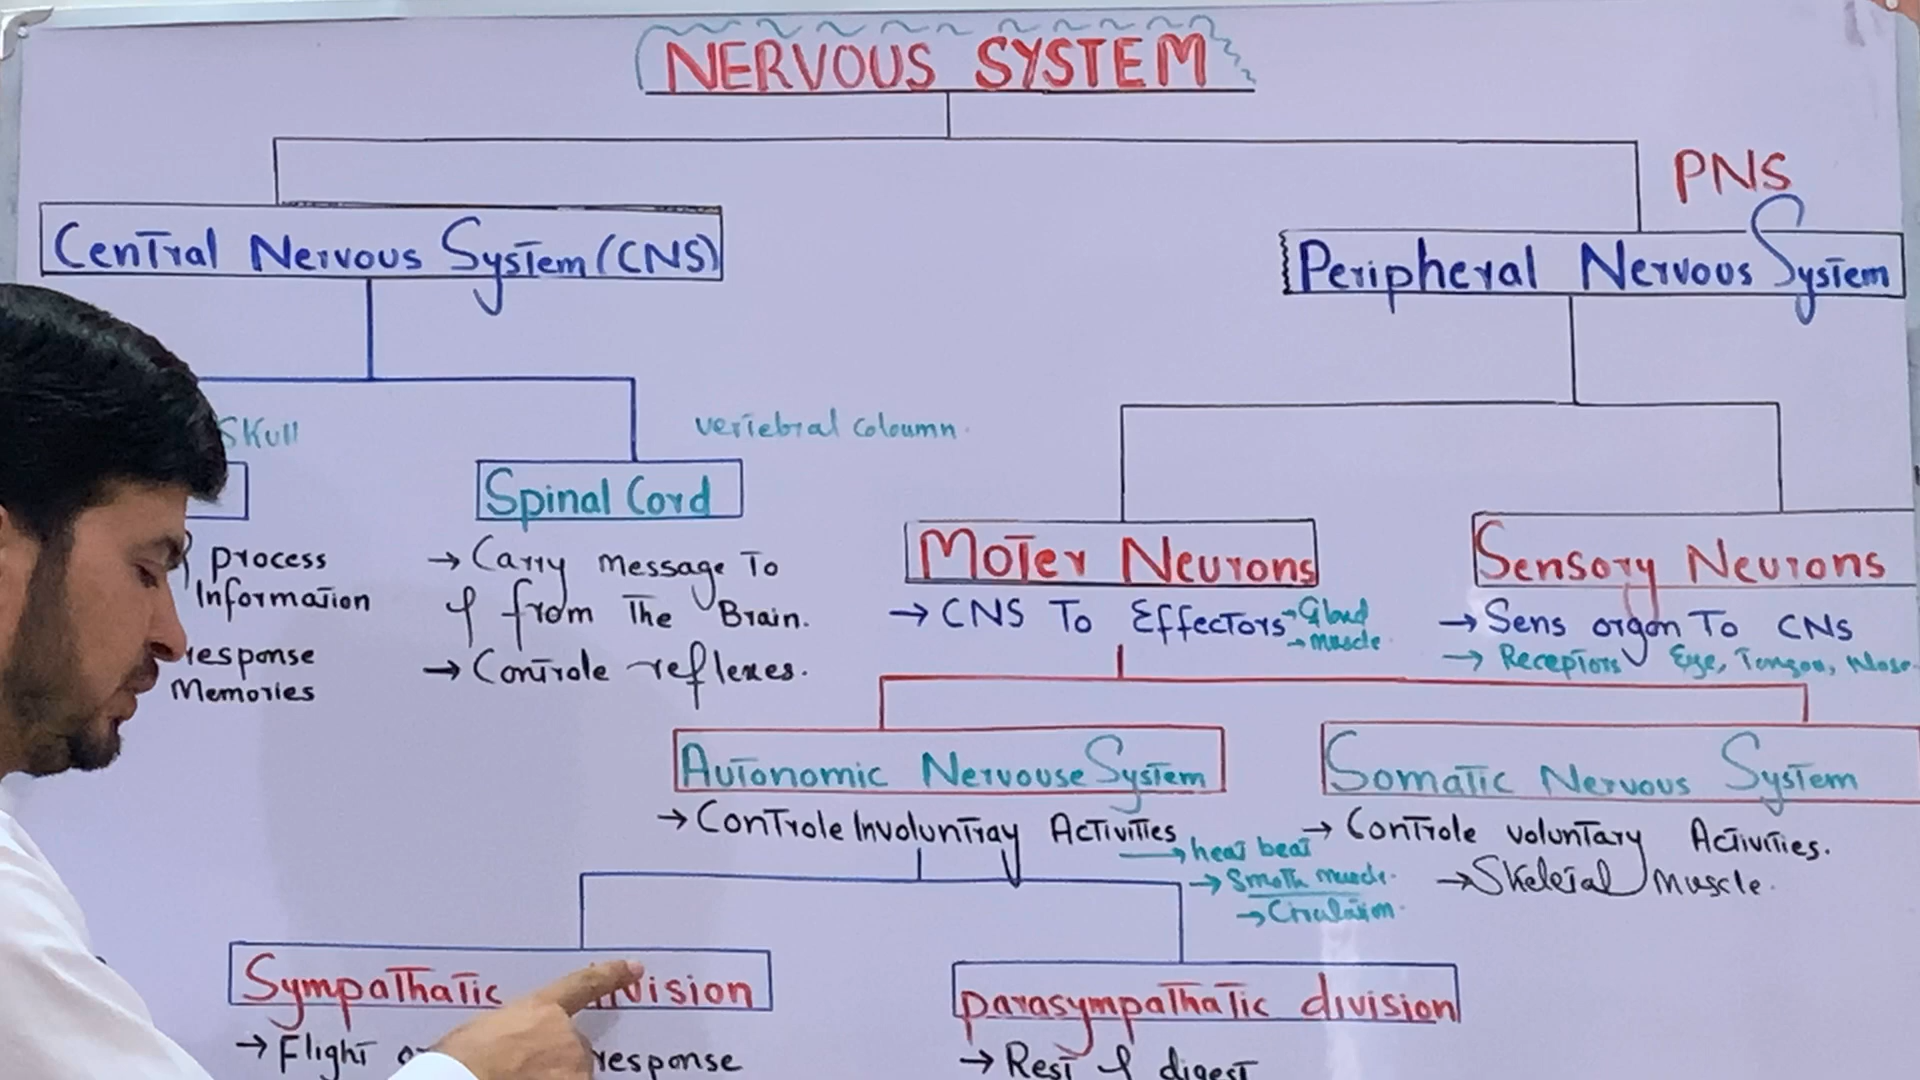 NERVOUS SYSTEM
PNS
Central Nervous System (CNS)
Peripheral Nervous System
Skull
vertebral coloumn
Spinal Cord
process
Information
response
Memories
→ Carry message To
& from The Brain.
→ Controle reflexes.
Moter Neurons
→ CNS To Effectors
→ Gland
→ muscle
Sensory Neurons
→ Sens organ To CNS
→ Receptors Eye, Tongou, Nose
Autonomic Nervouse System
→ Controle Involuntray Activities
→ heat beat
→ Smoth muscle
→ Circulation
Somatic Nervous System
→ Controle voluntary Activities.
→ Skeletal Muscle.
Sympathatic
vision
→ Flight
response
parasympathatic division
→ Rest & digest